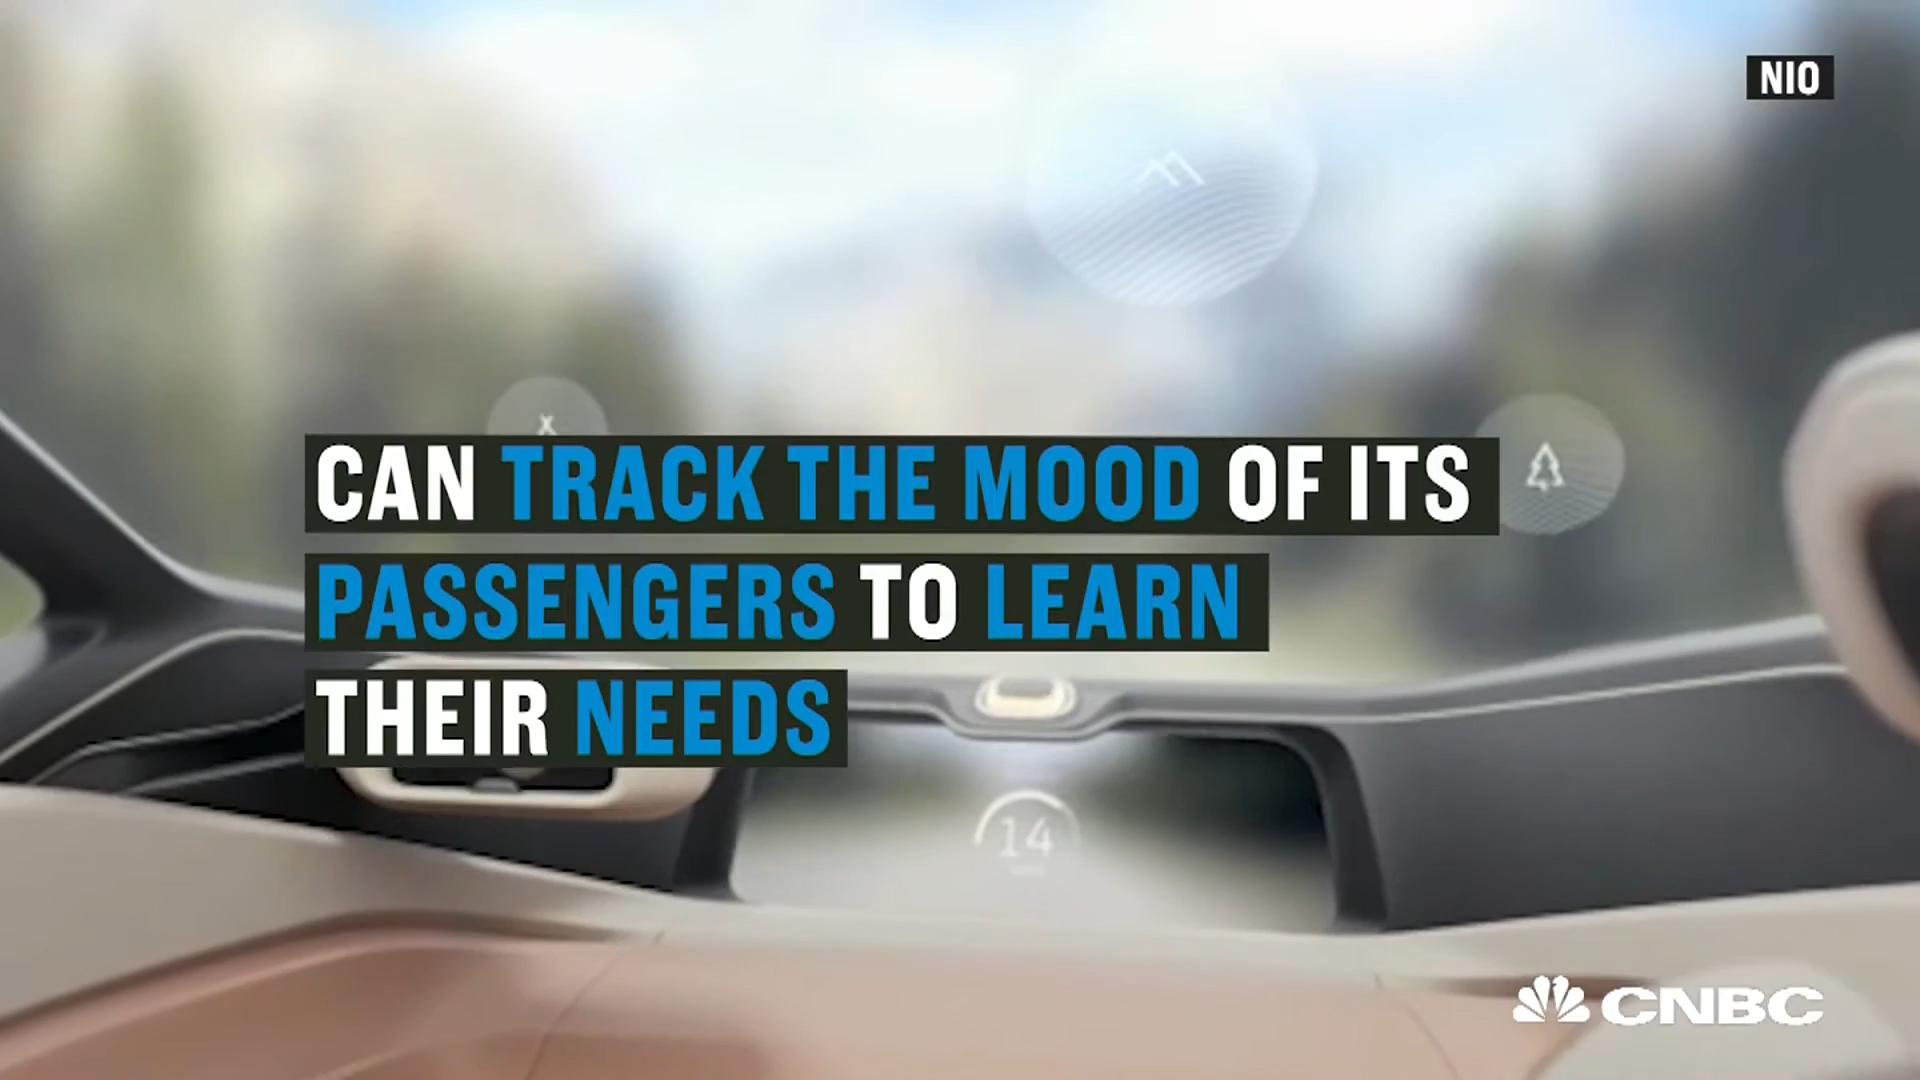 NIO
CAN TRACK THE MOOD OF ITS
PASSENGERS TO LEARN
THEIR NEEDS
14
CNBC